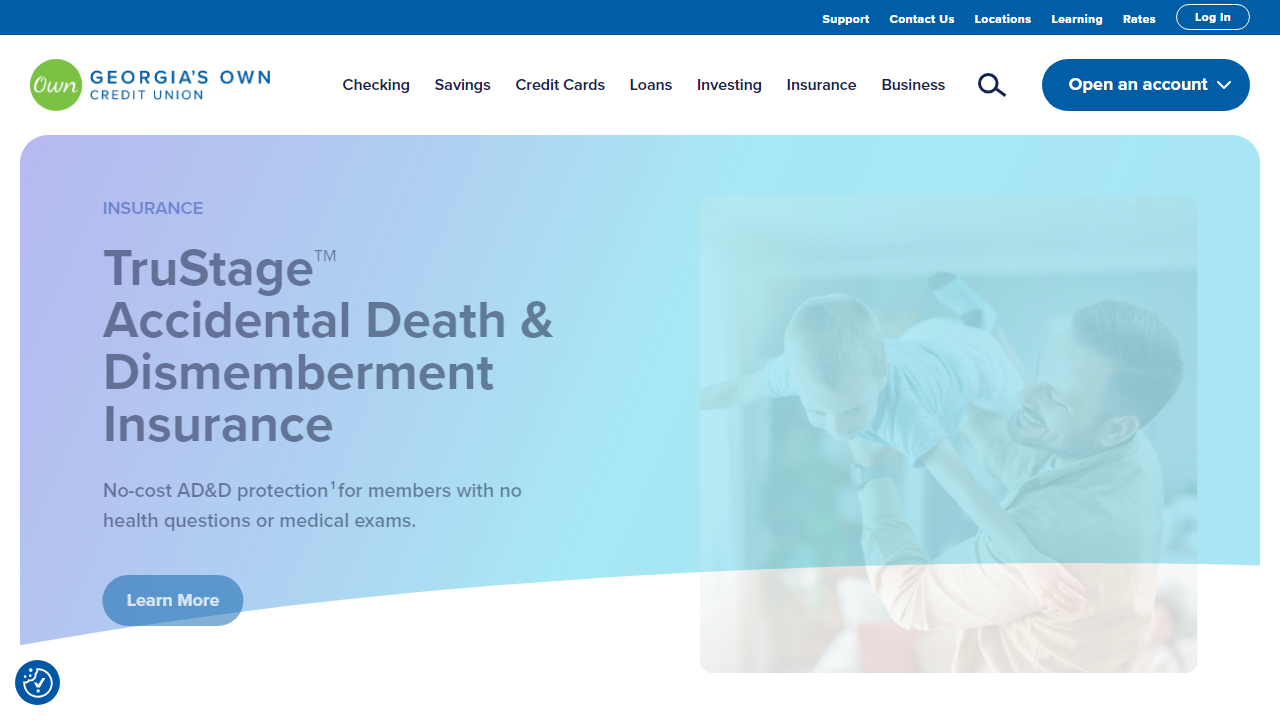 Support Contact Us Locations Learning Rates Log In
Own GEORGIA'S OWN
CREDIT UNION
Checking Savings Credit Cards Loans Investing Insurance Business Open an account
INSURANCE
TruStage™
Accidental Death &
Dismemberment
Insurance
No-cost AD&D protection¹ for members with no
health questions or medical exams.
Learn More